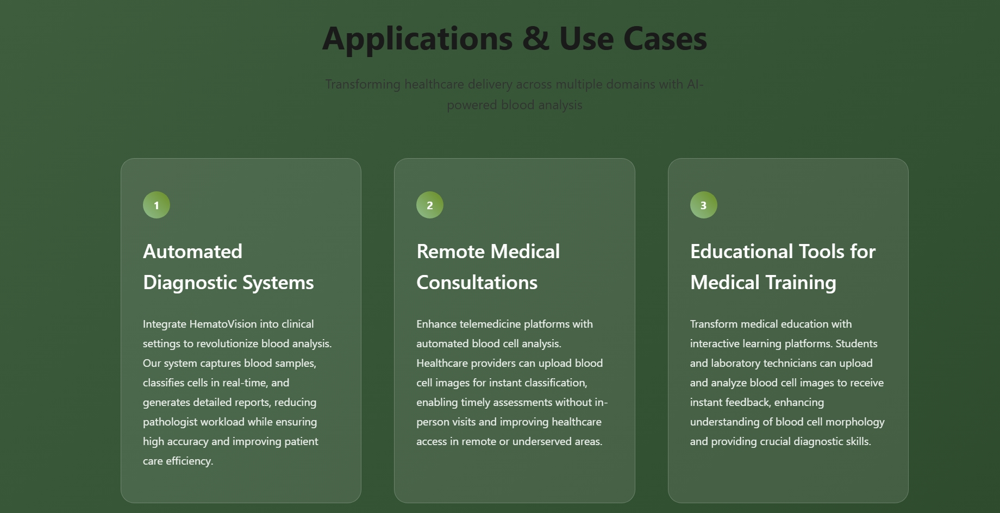 Applications & Use Cases
Transforming healthcare delivery across multiple domains with AI-
powered blood analysis
1
Automated
Diagnostic Systems
Integrate HematoVision into clinical
settings to revolutionize blood analysis.
Our system captures blood samples,
classifies cells in real-time, and
generates detailed reports, reducing
pathologist workload while ensuring
high accuracy and improving patient
care efficiency.
2
Remote Medical
Consultations
Enhance telemedicine platforms with
automated blood cell analysis.
Healthcare providers can upload blood
cell images for instant classification,
enabling timely assessments without in-
person visits and improving healthcare
access in remote or underserved areas.
3
Educational Tools for
Medical Training
Transform medical education with
interactive learning platforms. Students
and laboratory technicians can upload
and analyze blood cell images to receive
instant feedback, enhancing
understanding of blood cell morphology
and providing crucial diagnostic skills.